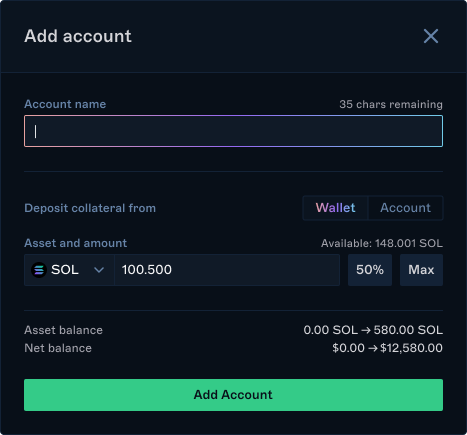 Add account
Account name 35 chars remaining
Deposit collateral from Wallet Account
Asset and amount Available: 148.001 SOL
SOL 100.500 50% Max
Asset balance 0.00 SOL → 580.00 SOL
Net balance $0.00 → $12,580.00
Add Account